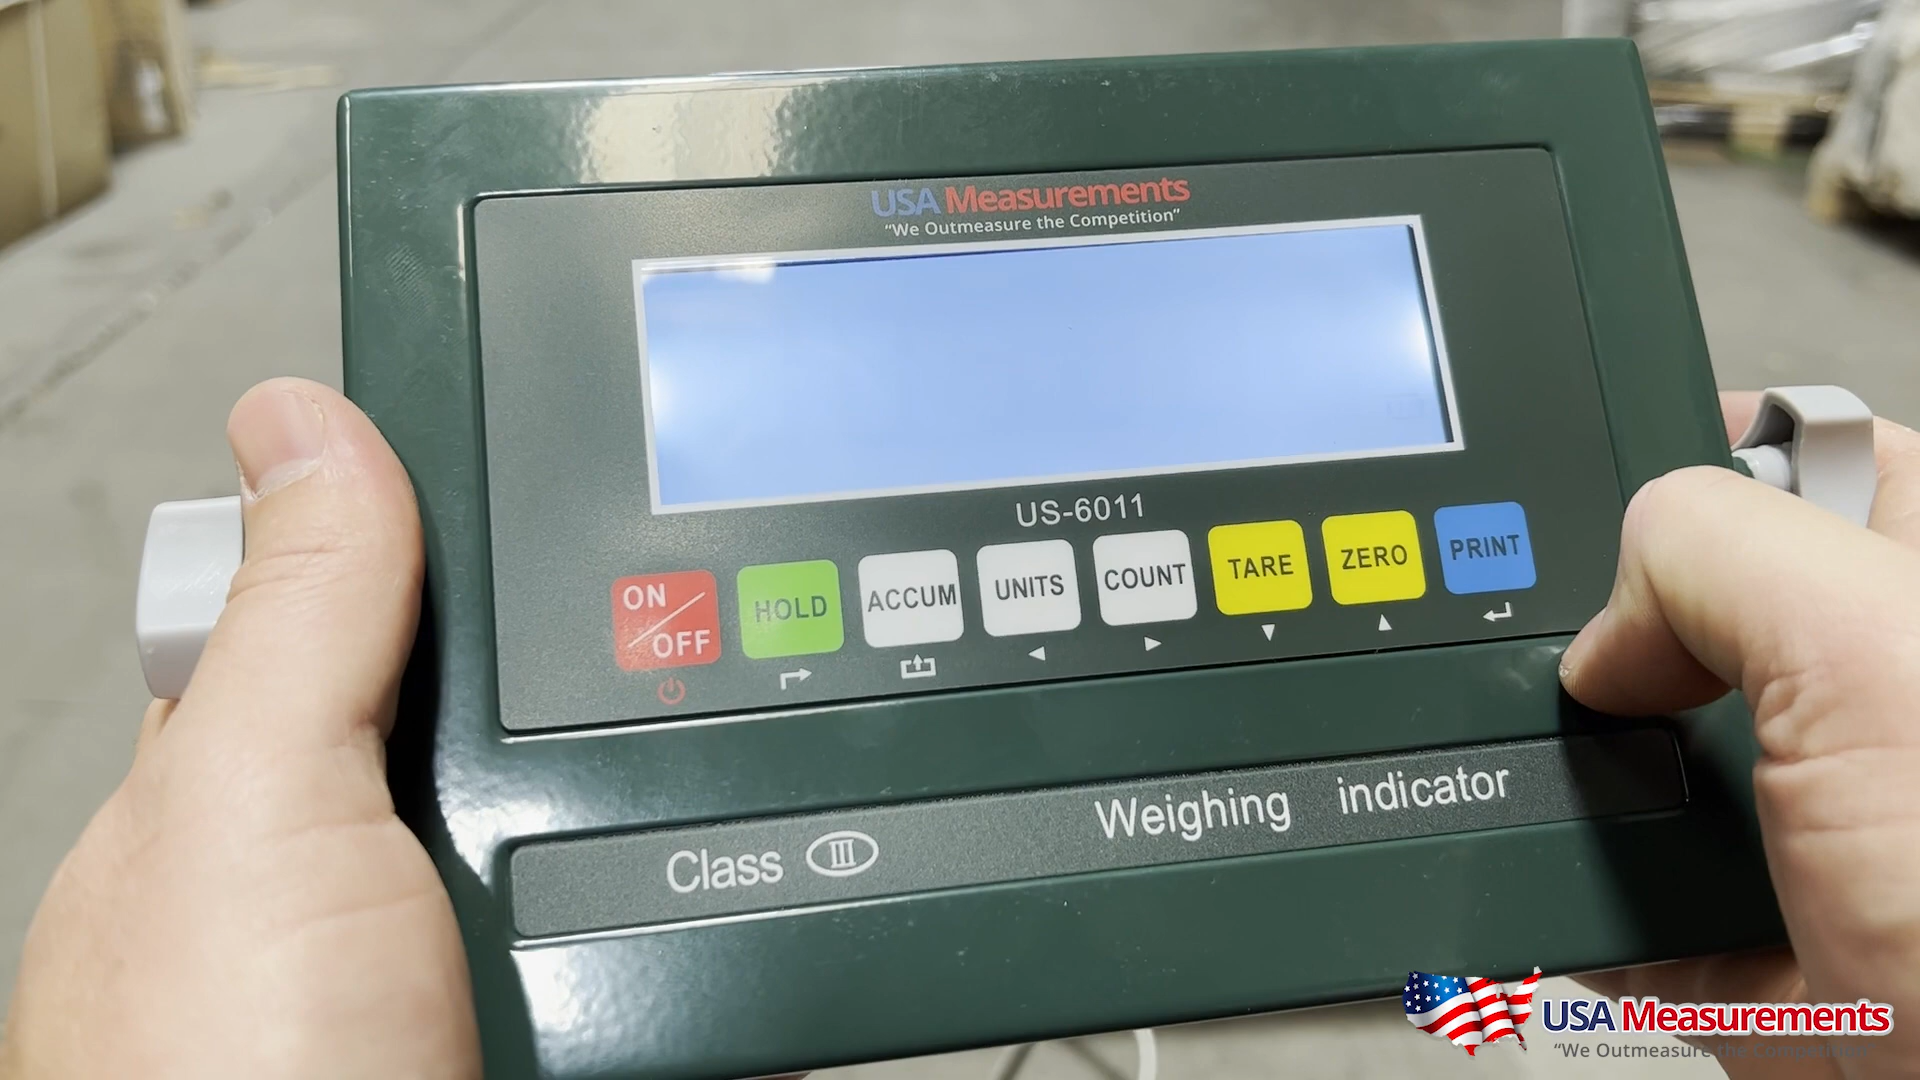 USA Measurements
“We Outmeasure the Competition”
US-6011
ON/OFF
HOLD
ACCUM
UNITS
COUNT
TARE
ZERO
PRINT
Class III
Weighing indicator
USA Measurements
“We Outmeasure the Competition”